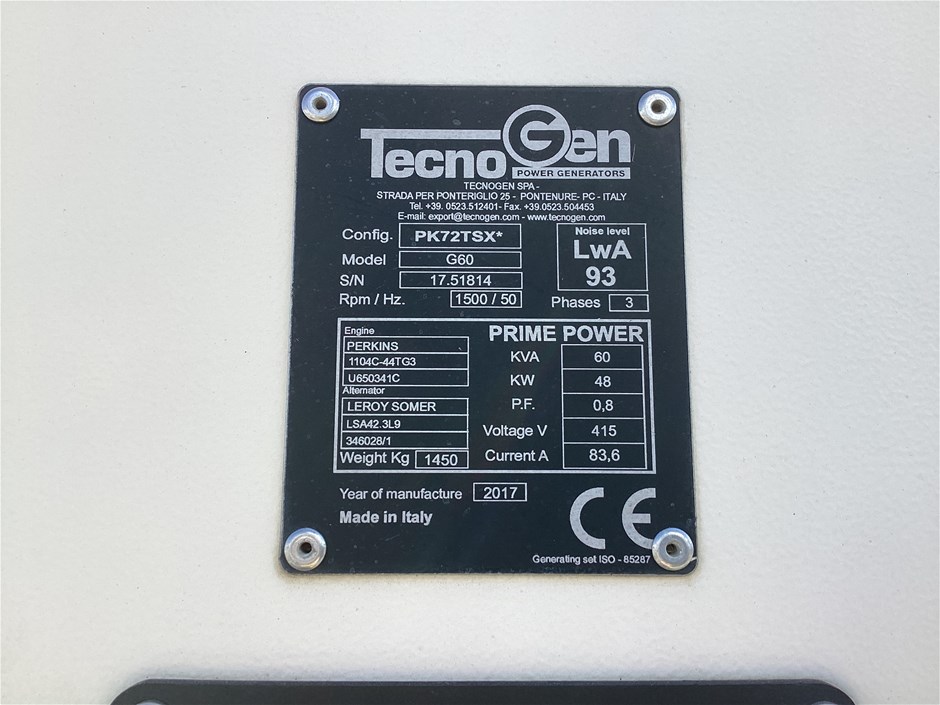 TecnoGen
POWER GENERATORS
TECNOGEN SPA -
STRADA PER PONTERIGLIO 25 - PONTENURE- PC - ITALY
Tel. +39. 0523.512401- Fax. +39.0523.504453
E-mail: export@tecnogen.com - www.tecnogen.com
Config. PK72TSX*
Model G60
S/N 17.51814
Rpm / Hz. 1500 / 50
Noise level
LwA
93
Phases 3
Engine
PERKINS
1104C-44TG3
U650341C
Alternator
LEROY SOMER
LSA42.3L9
346028/1
Weight Kg 1450
PRIME POWER
KVA 60
KW 48
P.F. 0,8
Voltage V 415
Current A 83,6
Year of manufacture 2017
Made in Italy
CE
Generating set ISO - 85287